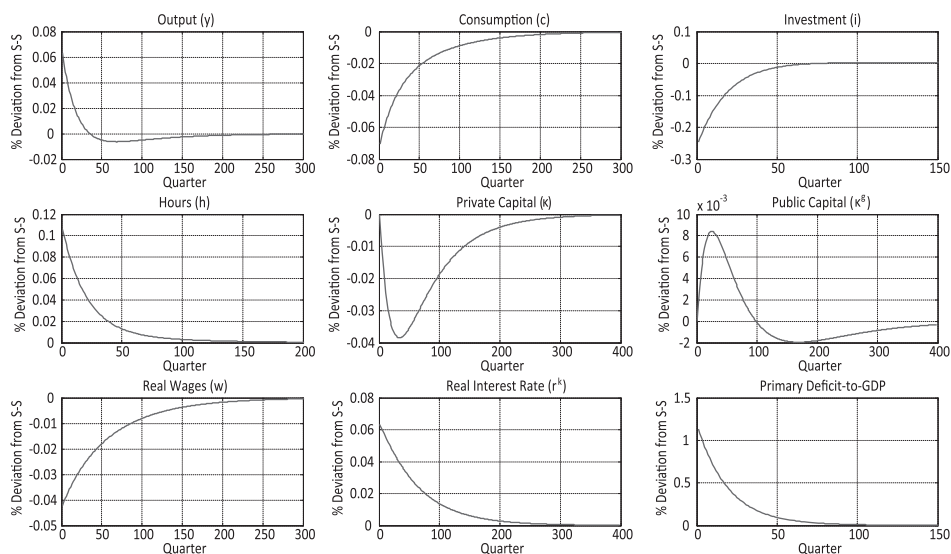 Output (y)
% Deviation from S-S
0.08
0.06
0.04
0.02
0
-0.02
0 50 100 150 200 250 300
Quarter
Consumption (c)
% Deviation from S-S
0
-0.02
-0.04
-0.06
-0.08
0 50 100 150 200 250 300
Quarter
Investment (i)
% Deviation from S-S
0.1
0
-0.1
-0.2
-0.3
0 50 100 150
Quarter
Hours (h)
% Deviation from S-S
0.12
0.1
0.08
0.06
0.04
0.02
0
0 50 100 150 200
Quarter
Private Capital (κ)
% Deviation from S-S
0
-0.01
-0.02
-0.03
-0.04
0 100 200 300 400
Quarter
x 10⁻³
Public Capital (κᵍ)
% Deviation from S-S
10
8
6
4
2
0
-2
0 100 200 300 400
Quarter
Real Wages (w)
% Deviation from S-S
0
-0.01
-0.02
-0.03
-0.04
-0.05
0 50 100 150 200 250 300
Quarter
Real Interest Rate (rᵏ)
% Deviation from S-S
0.08
0.06
0.04
0.02
0
0 100 200 300 400
Quarter
Primary Deficit-to-GDP
% Deviation from S-S
1.5
1
0.5
0
0 50 100 150
Quarter